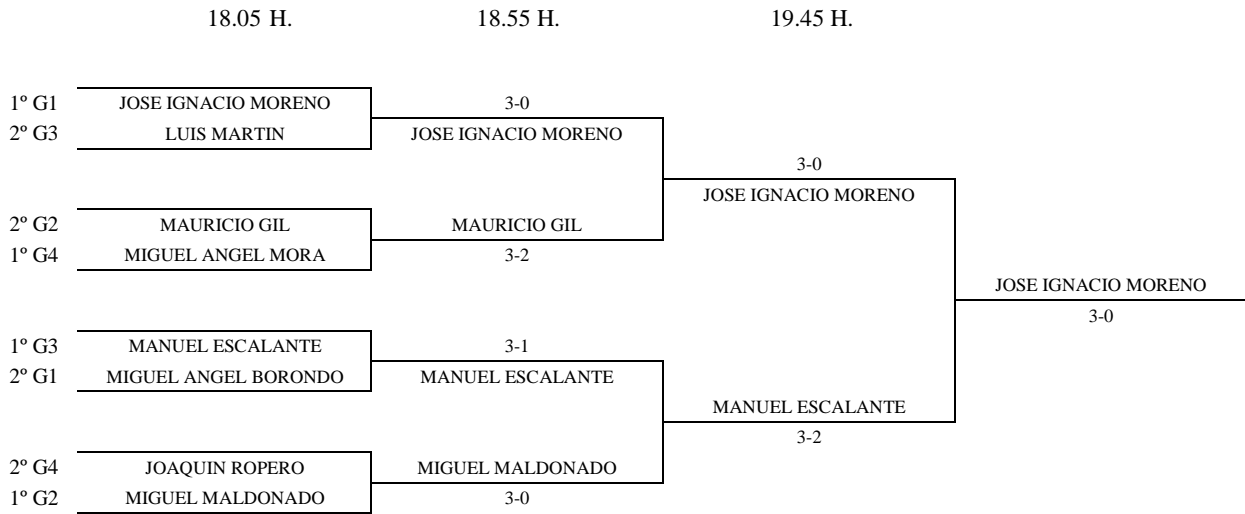 18.05 H. 18.55 H. 19.45 H.
1º G1 JOSE IGNACIO MORENO 3-0
2º G3 LUIS MARTIN JOSE IGNACIO MORENO
3-0
JOSE IGNACIO MORENO
2º G2 MAURICIO GIL MAURICIO GIL
1º G4 MIGUEL ANGEL MORA 3-2
JOSE IGNACIO MORENO
3-0
1º G3 MANUEL ESCALANTE 3-1
2º G1 MIGUEL ANGEL BORONDO MANUEL ESCALANTE
MANUEL ESCALANTE
3-2
2º G4 JOAQUIN ROPERO MIGUEL MALDONADO
1º G2 MIGUEL MALDONADO 3-0